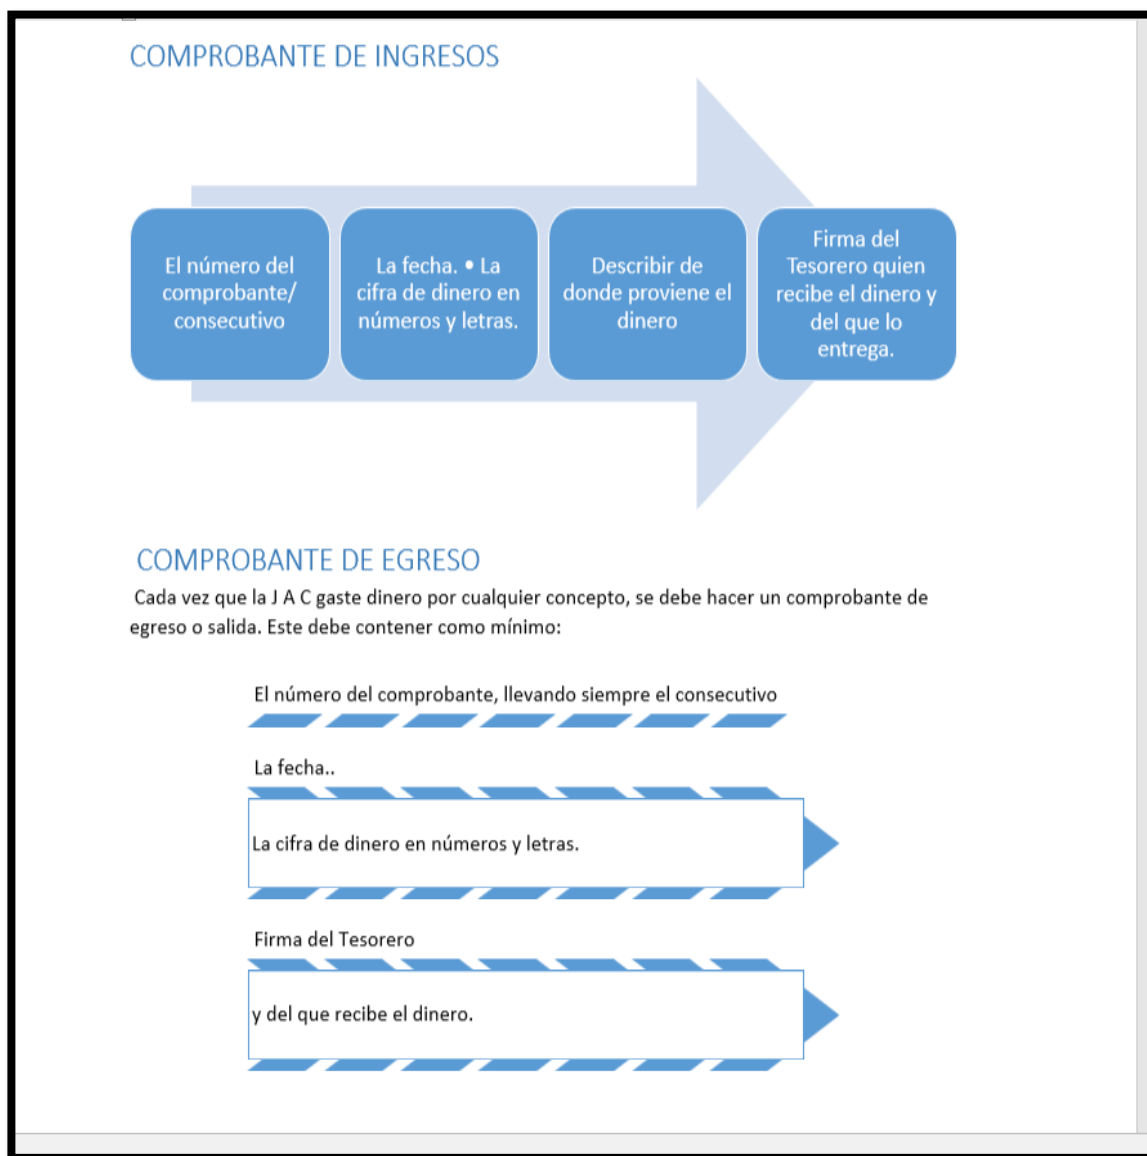 COMPROBANTE DE INGRESOS
El número del
comprobante/
consecutivo
La fecha. • La
cifra de dinero en
números y letras.
Describir de
donde proviene el
dinero
Firma del
Tesorero quien
recibe el dinero y
del que lo
entrega.
COMPROBANTE DE EGRESO
Cada vez que la J A C gaste dinero por cualquier concepto, se debe hacer un comprobante de
egreso o salida. Este debe contener como mínimo:
El número del comprobante, llevando siempre el consecutivo
La fecha..
La cifra de dinero en números y letras.
Firma del Tesorero
y del que recibe el dinero.